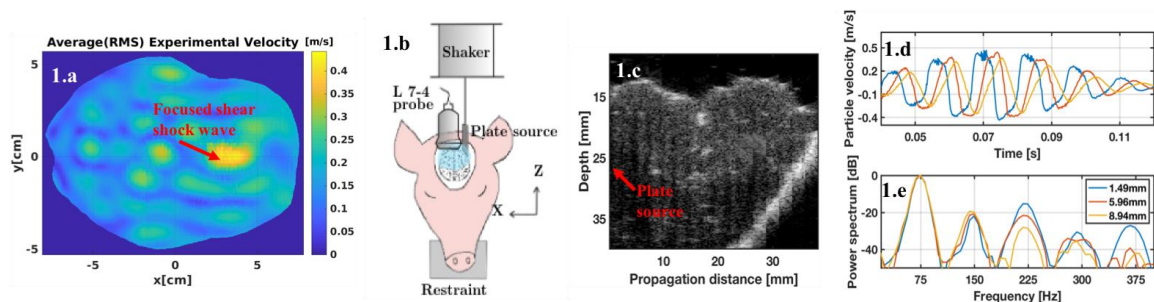 Average(RMS) Experimental Velocity
[m/s]
1.a
Focused shear
shock wave
y[cm]
5
0
-5
-5
0
5
x[cm]
0.4
0.35
0.3
0.25
0.2
0.15
0.1
0.05
0
1.b
Shaker
L 7-4
probe
Plate source
Z
X
Restraint
1.c
Depth [mm]
15
25
35
Plate
source
10
20
30
Propagation distance [mm]
1.d
Particle velocity [m/s]
0.5
0.2
-0.1
-0.4
0.05
0.07
0.09
0.11
Time [s]
1.e
Power spectrum [dB]
0
-20
-40
1.49mm
5.96mm
8.94mm
75
150
225
300
375
Frequency [Hz]